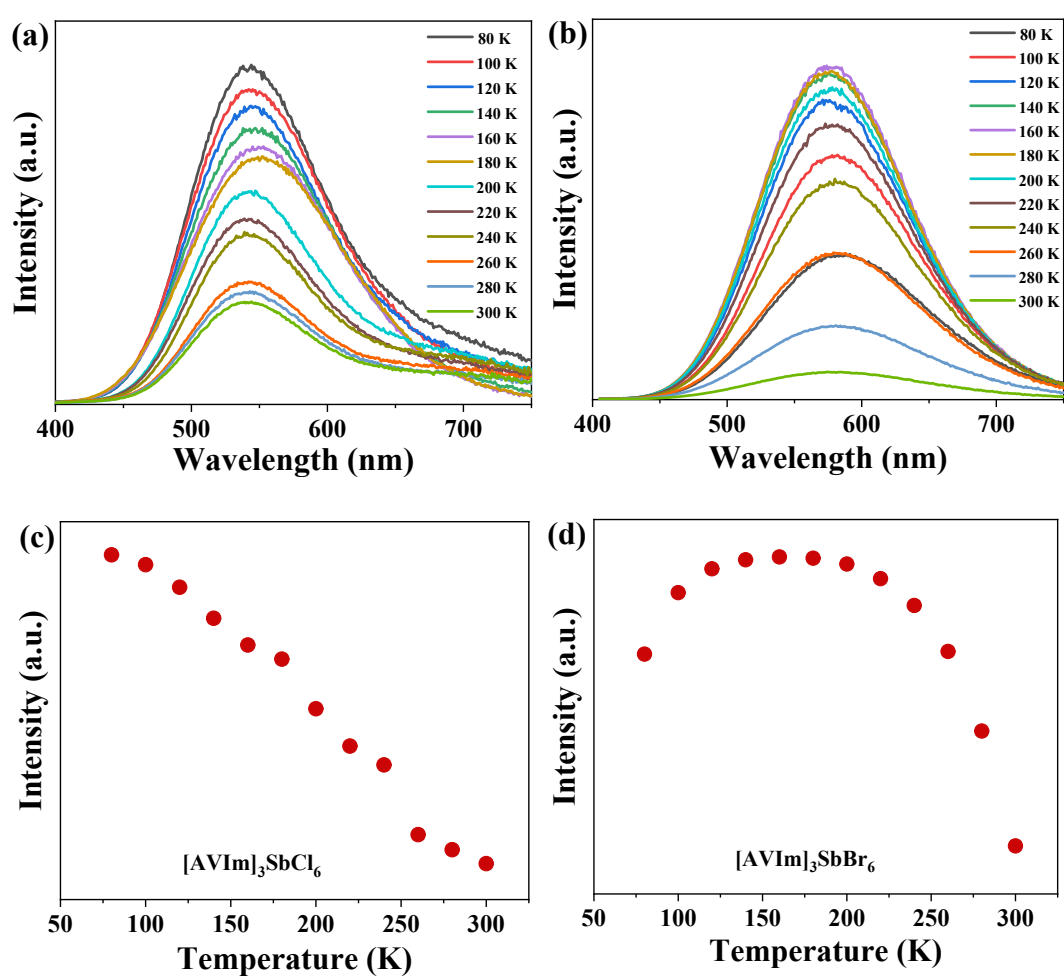 (a)
80 K
100 K
120 K
140 K
160 K
180 K
200 K
220 K
240 K
260 K
280 K
300 K
Intensity (a.u.)
400 500 600 700
Wavelength (nm)
(b)
80 K
100 K
120 K
140 K
160 K
180 K
200 K
220 K
240 K
260 K
280 K
300 K
Intensity (a.u.)
400 500 600 700
Wavelength (nm)
(c)
Intensity (a.u.)
[AVIm]₃SbCl₆
50 100 150 200 250 300
Temperature (K)
(d)
Intensity (a.u.)
[AVIm]₃SbBr₆
50 100 150 200 250 300
Temperature (K)